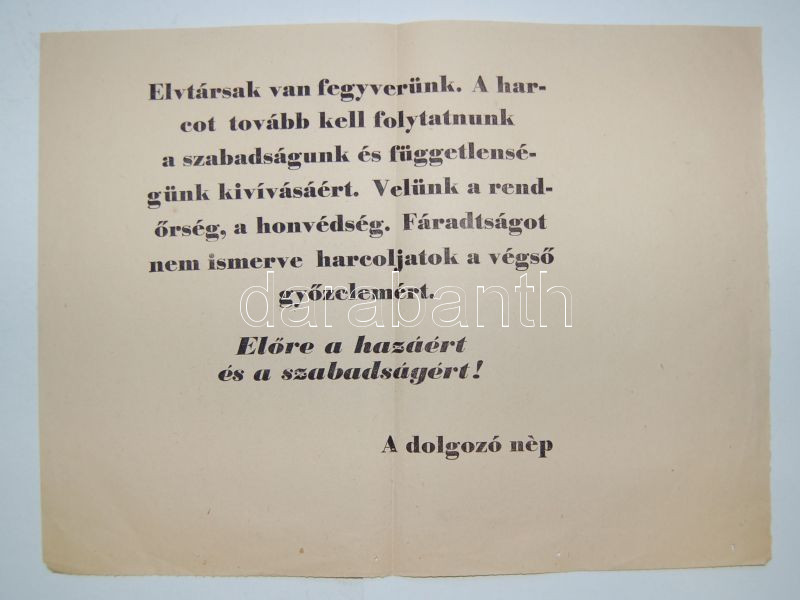 Elvtársak van fegyverünk. A har-
cot tovább kell folytatnunk
a szabadságunk és függetlensé-
günk kivívásáért. Velünk a rend-
őrség, a honvédség. Fáradtságot
nem ismerve harcoljatok a végső
győzelemért.
darabanth
Előre a hazáért
és a szabadságért!
A dolgozó nèp